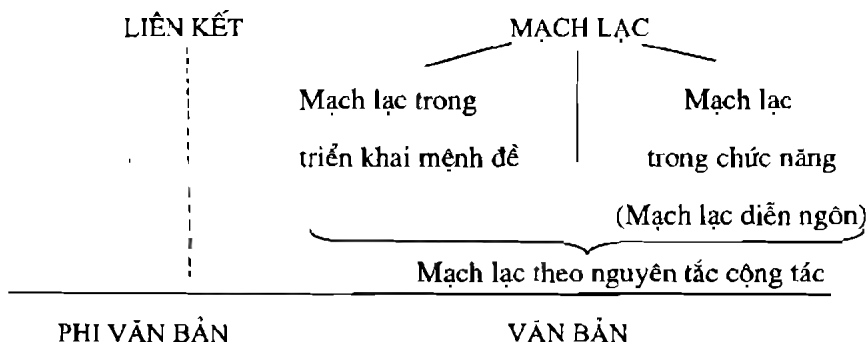 LIÊN KẾT MẠCH LẠC
Mạch lạc trong Mạch lạc
triển khai mệnh đề trong chức năng
(Mạch lạc diễn ngôn)
Mạch lạc theo nguyên tắc cộng tác
PHI VĂN BẢN VĂN BẢN